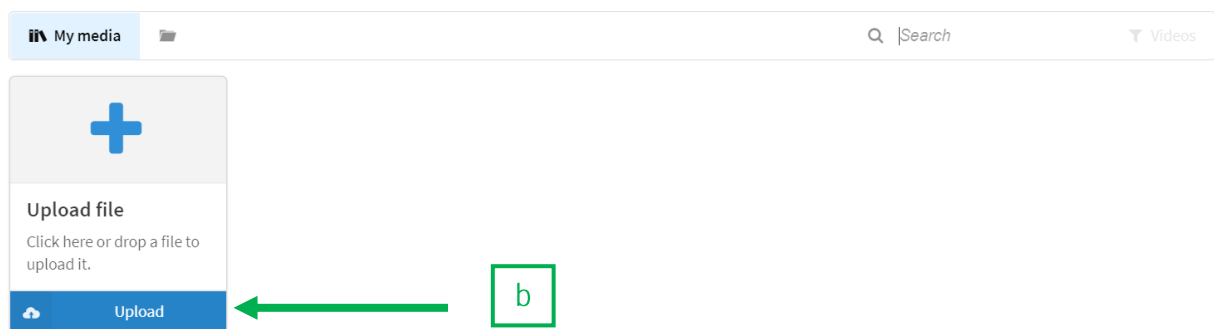 My media
Search
Videos
Upload file
Click here or drop a file to
upload it.
Upload
b